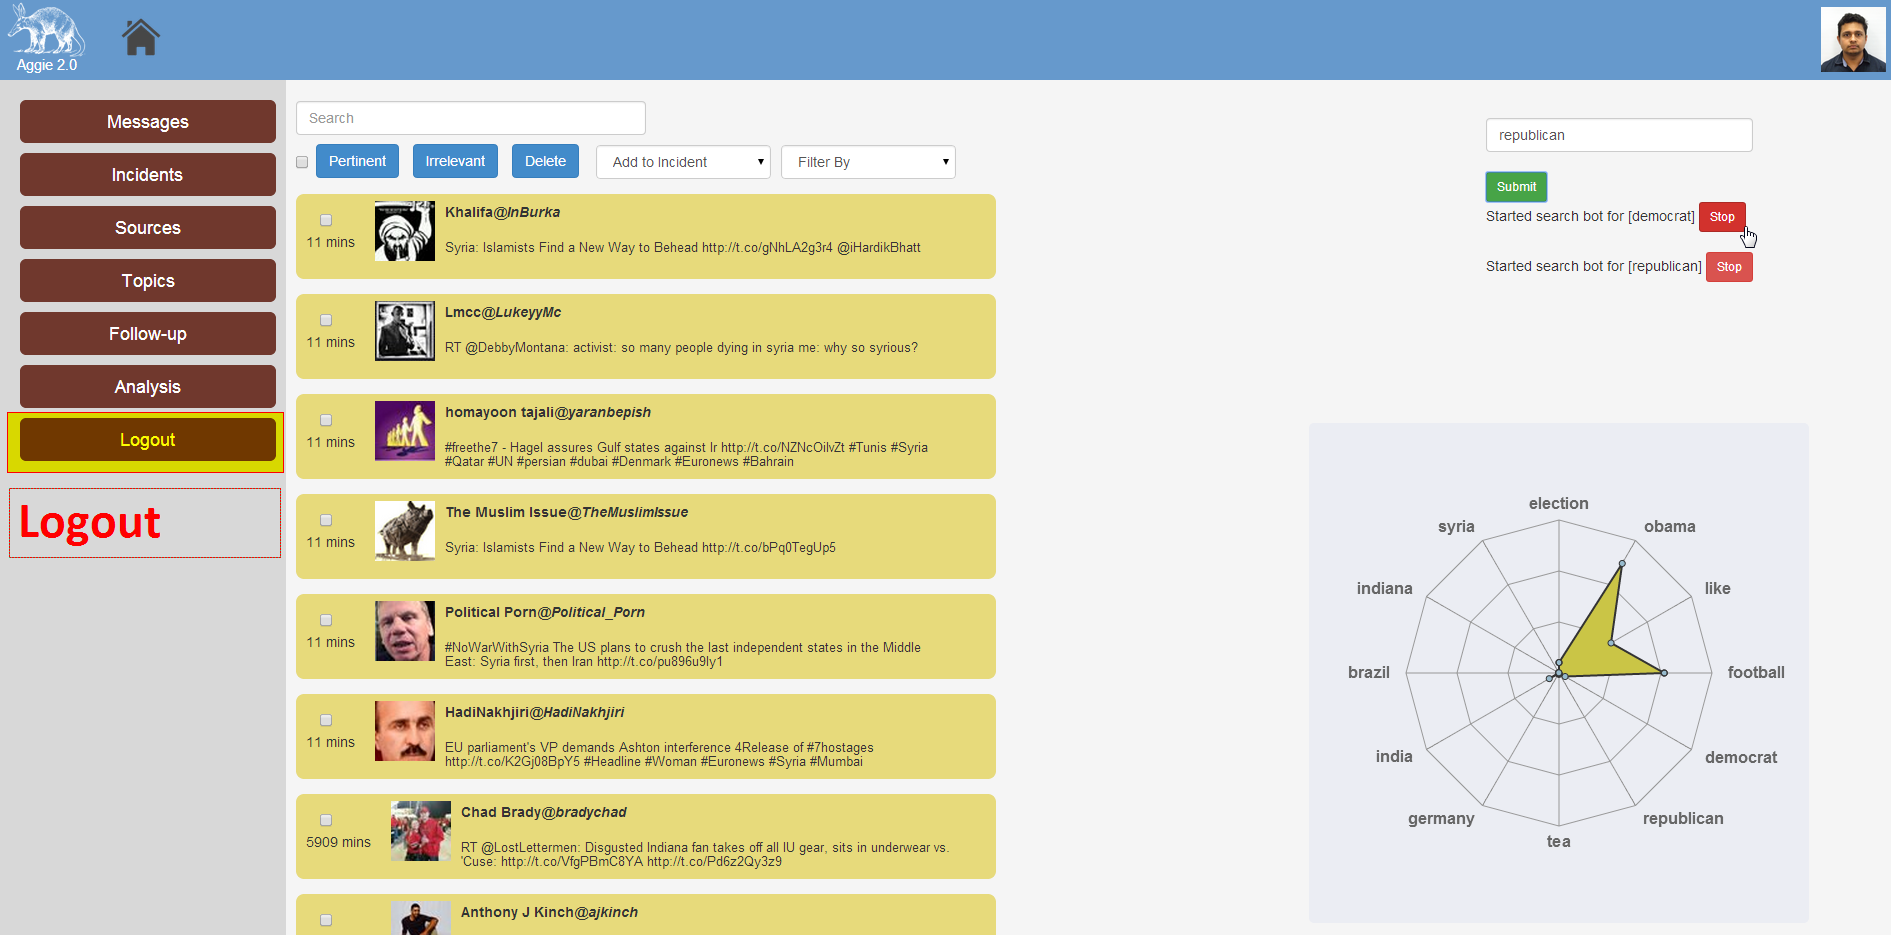 Aggie 2.0
Messages
Incidents
Sources
Topics
Follow-up
Analysis
Logout
Logout
Search
Pertinent
Irrelevant
Delete
Add to Incident
Filter By
Khalifa@InBurka
11 mins
Syria: Islamists Find a New Way to Behead http://t.co/gNhLA2g3r4 @iHardikBhatt
Lmcc@LukeyyMc
11 mins
RT @DebbyMontana: activist: so many people dying in syria me: why so syrious?
homayoon tajali@yaranbepish
11 mins
#freethe7 - Hagel assures Gulf states against Ir http://t.co/NZNcOilvZt #Tunis #Syria
#Qatar #UN #persian #dubai #Denmark #Euronews #Bahrain
The Muslim Issue@TheMuslimIssue
11 mins
Syria: Islamists Find a New Way to Behead http://t.co/bPq0TegUp5
Political Porn@Political_Porn
11 mins
#NoWarWithSyria The US plans to crush the last independent states in the Middle
East: Syria first, then Iran http://t.co/pu896u9ly1
HadiNakhjiri@HadiNakhjiri
11 mins
EU parliament's VP demands Ashton interference 4Release of #7hostages
http://t.co/K2Gj08BpY5 #Headline #Woman #Euronews #Syria #Mumbai
Chad Brady@bradychad
5909 mins
RT @LostLettermen: Disgusted Indiana fan takes off all IU gear, sits in underwear vs.
'Cuse: http://t.co/VfgPBmC8YA http://t.co/Pd6z2Qy3z9
Anthony J Kinch@ajkinch
republican
Submit
Started search bot for [democrat] Stop
Started search bot for [republican] Stop
election
obama
like
football
democrat
republican
tea
germany
india
brazil
indiana
syria